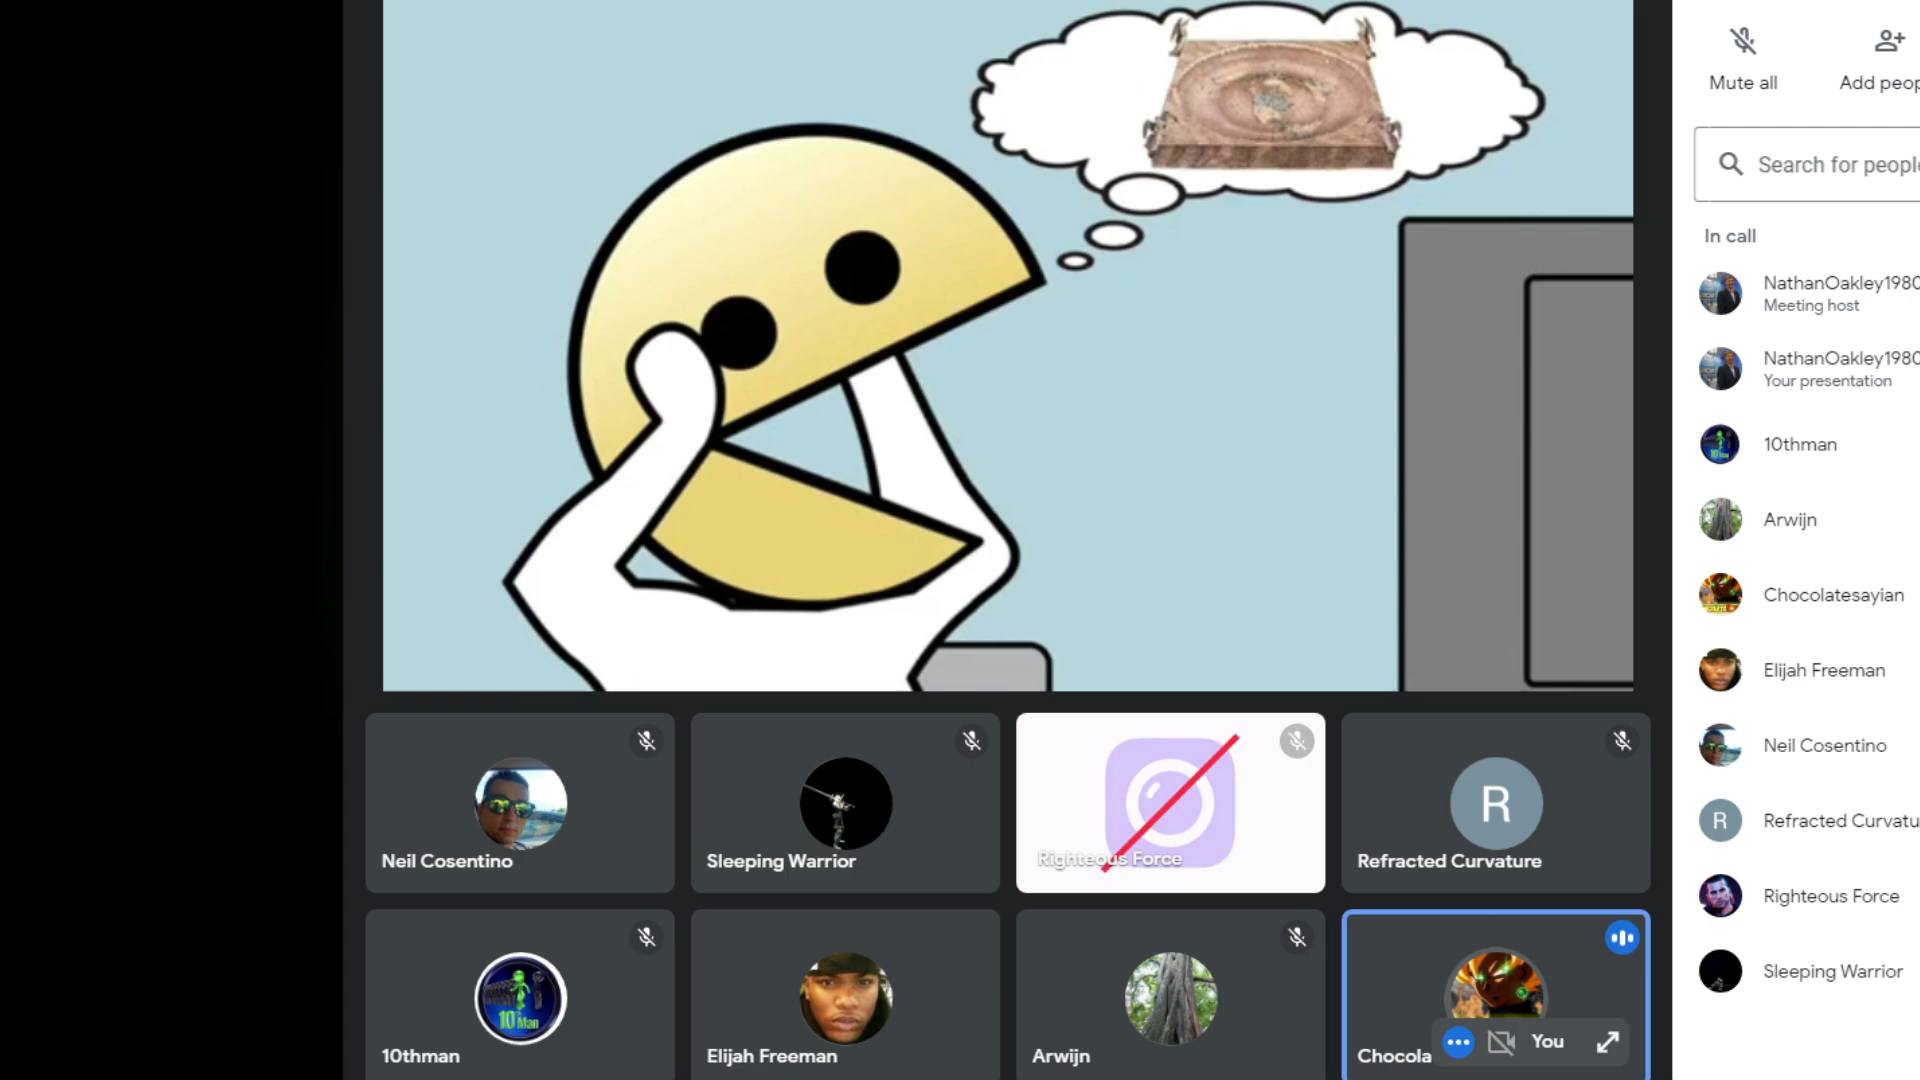 Mute all
Add peop
Search for people
In call
NathanOakley1980
Meeting host
NathanOakley1980
Your presentation
10thman
Arwijn
Chocolatesayian
Elijah Freeman
Neil Cosentino
R
Refracted Curvatu
Righteous Force
Sleeping Warrior
Neil Cosentino
Sleeping Warrior
Righteous Force
R
Refracted Curvature
10 Man
10thman
Elijah Freeman
Arwijn
Chocola
You